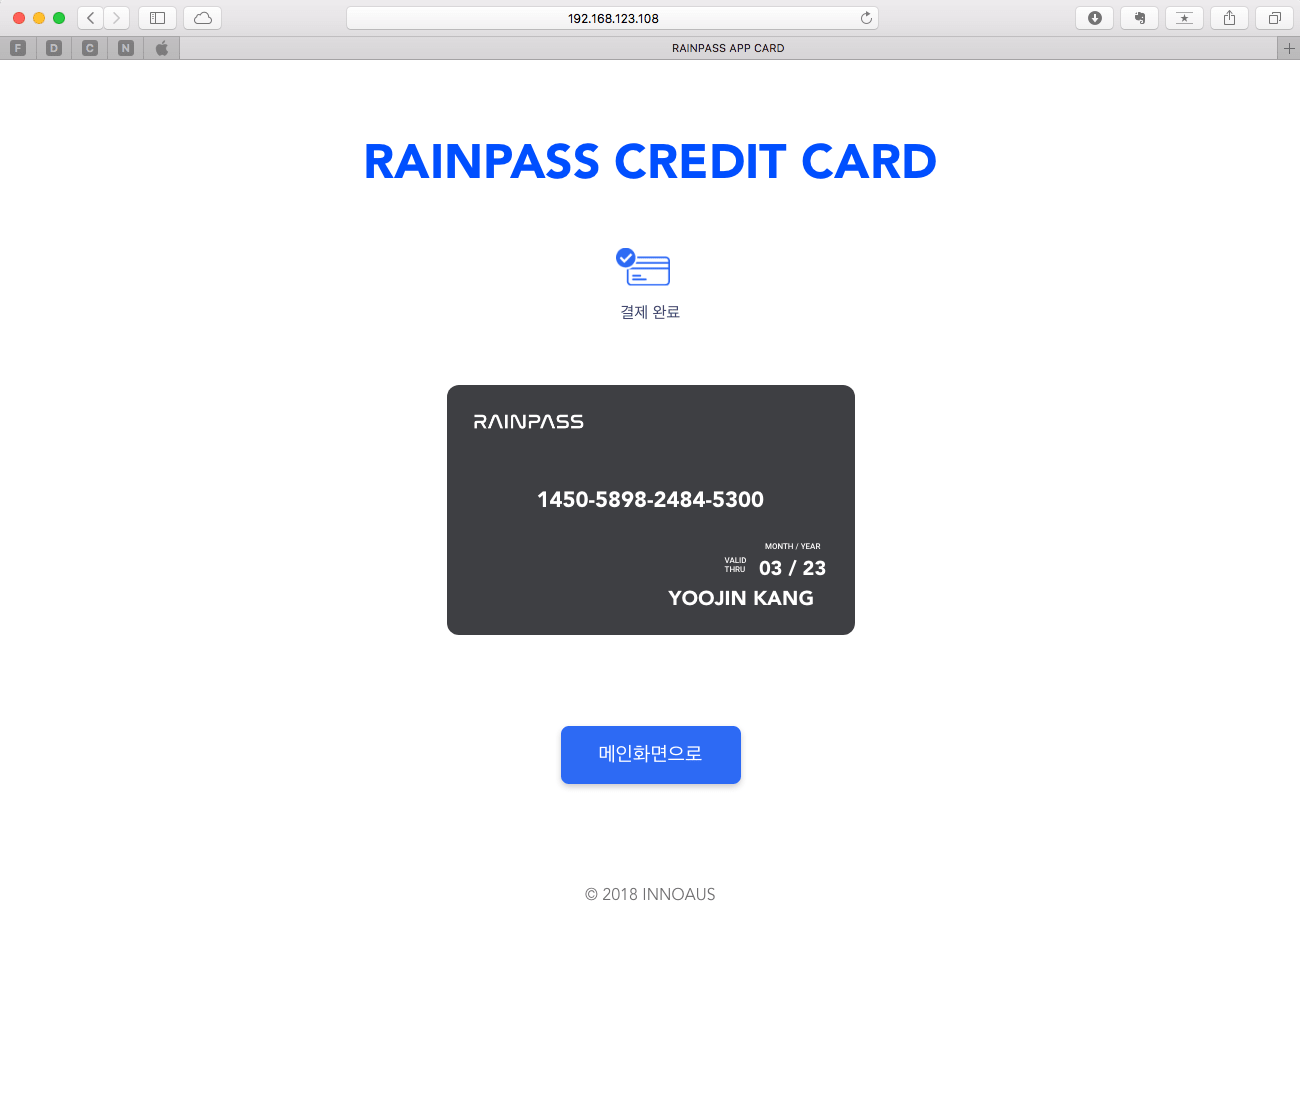 192.168.123.108
F D C N
RAINPASS APP CARD
RAINPASS CREDIT CARD
결제 완료
RAINPASS
1450-5898-2484-5300
MONTH / YEAR
VALID
THRU
03 / 23
YOOJIN KANG
메인화면으로
© 2018 INNOAUS